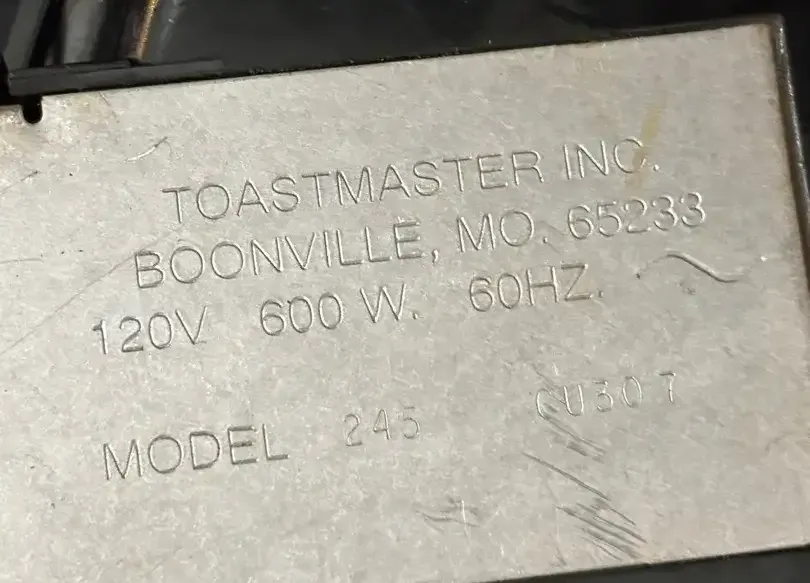 TOASTMASTER INC.
BOONVILLE, MO. 65233
120V 600 W. 60HZ. ~
MODEL 245 CU307